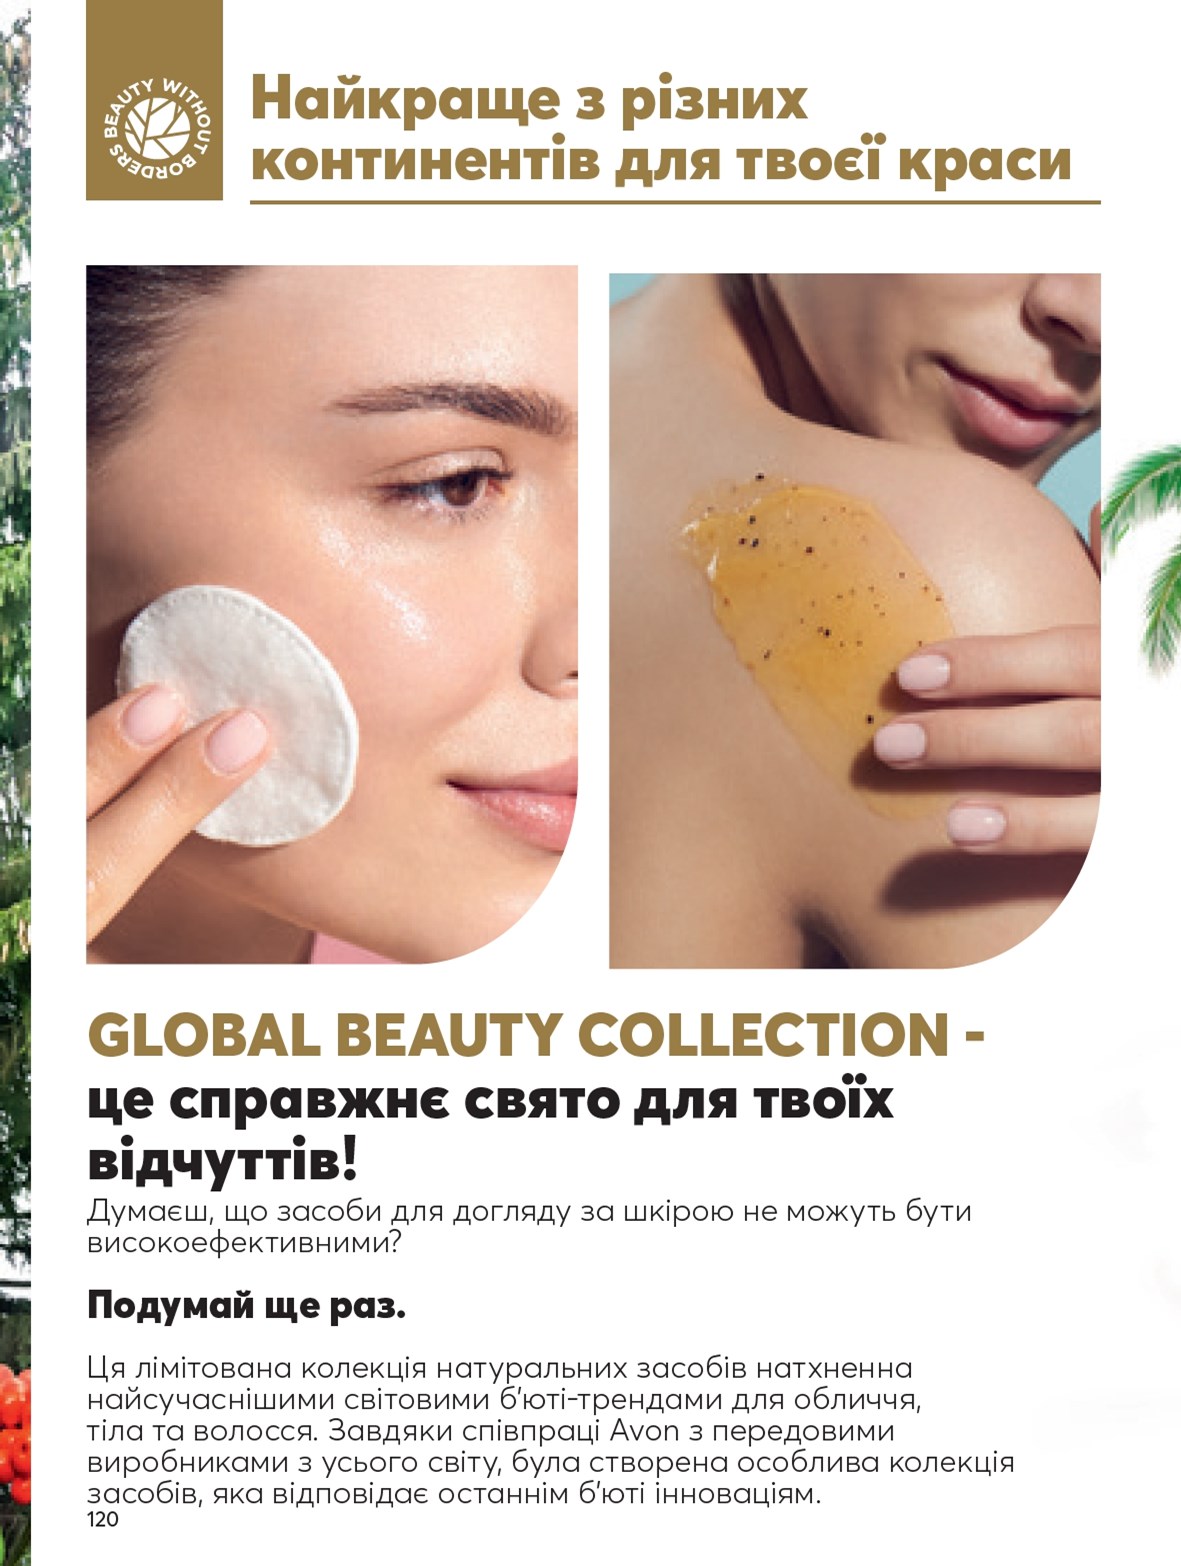 BEAUTY WITHOUT BORDERS
Найкраще з різних
континентів для твоєї краси
GLOBAL BEAUTY COLLECTION -
це справжнє свято для твоїх
відчуттів!
Думаєш, що засоби для догляду за шкірою не можуть бути
високоефективними?
Подумай ще раз.
Ця лімітована колекція натуральних засобів натхненна
найсучаснішими світовими б'юті-трендами для обличчя,
тіла та волосся. Завдяки співпраці Avon з передовими
виробниками з усього світу, була створена особлива колекція
засобів, яка відповідає останнім б'юті інноваціям.
120